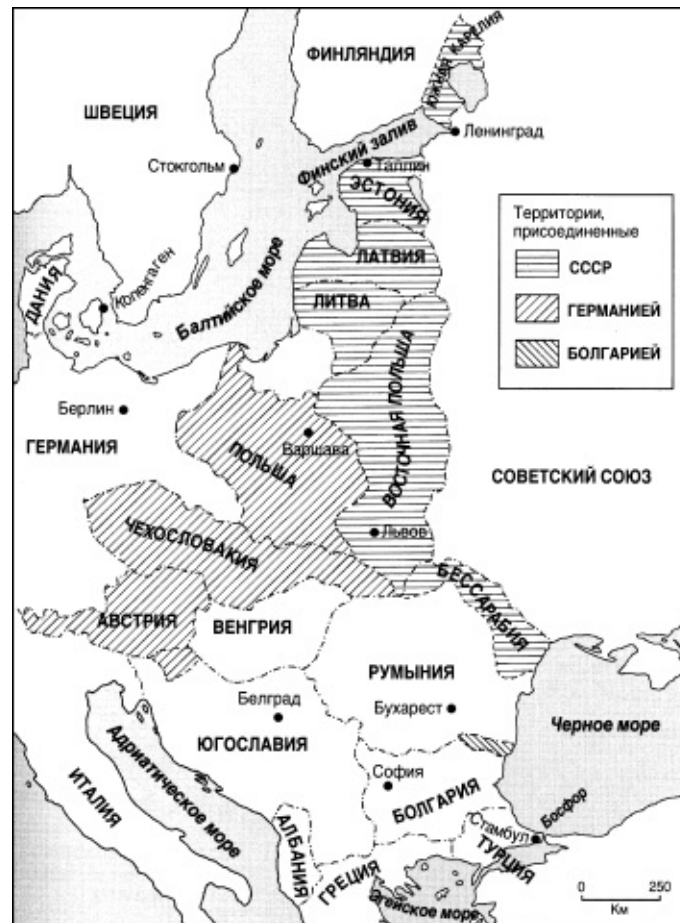 ФИНЛЯНДИЯ
ЮЖНАЯ КАРЕЛИЯ
ШВЕЦИЯ
Ленинград
Финский залив
Стокгольм
Таллин
ЭСТОНИЯ
Территории,
присоединенные
СССР
ГЕРМАНИЕЙ
БОЛГАРИЕЙ
ЛАТВИЯ
ДАНИЯ
Копенгаген
Балтийское море
ЛИТВА
ВОСТОЧНАЯ ПОЛЬША
Берлин
Варшава
ГЕРМАНИЯ
ПОЛЬША
СОВЕТСКИЙ СОЮЗ
ЧЕХОСЛОВАКИЯ
Львов
БЕССАРАБИЯ
АВСТРИЯ
ВЕНГРИЯ
РУМЫНИЯ
Белград
Бухарест
Черное море
ЮГОСЛАВИЯ
Адриатическое море
ИТАЛИЯ
София
БОЛГАРИЯ
Босфор
Стамбул
АЛБАНИЯ
ТУРЦИЯ
ГРЕЦИЯ
Эгейское море
0 250
Км